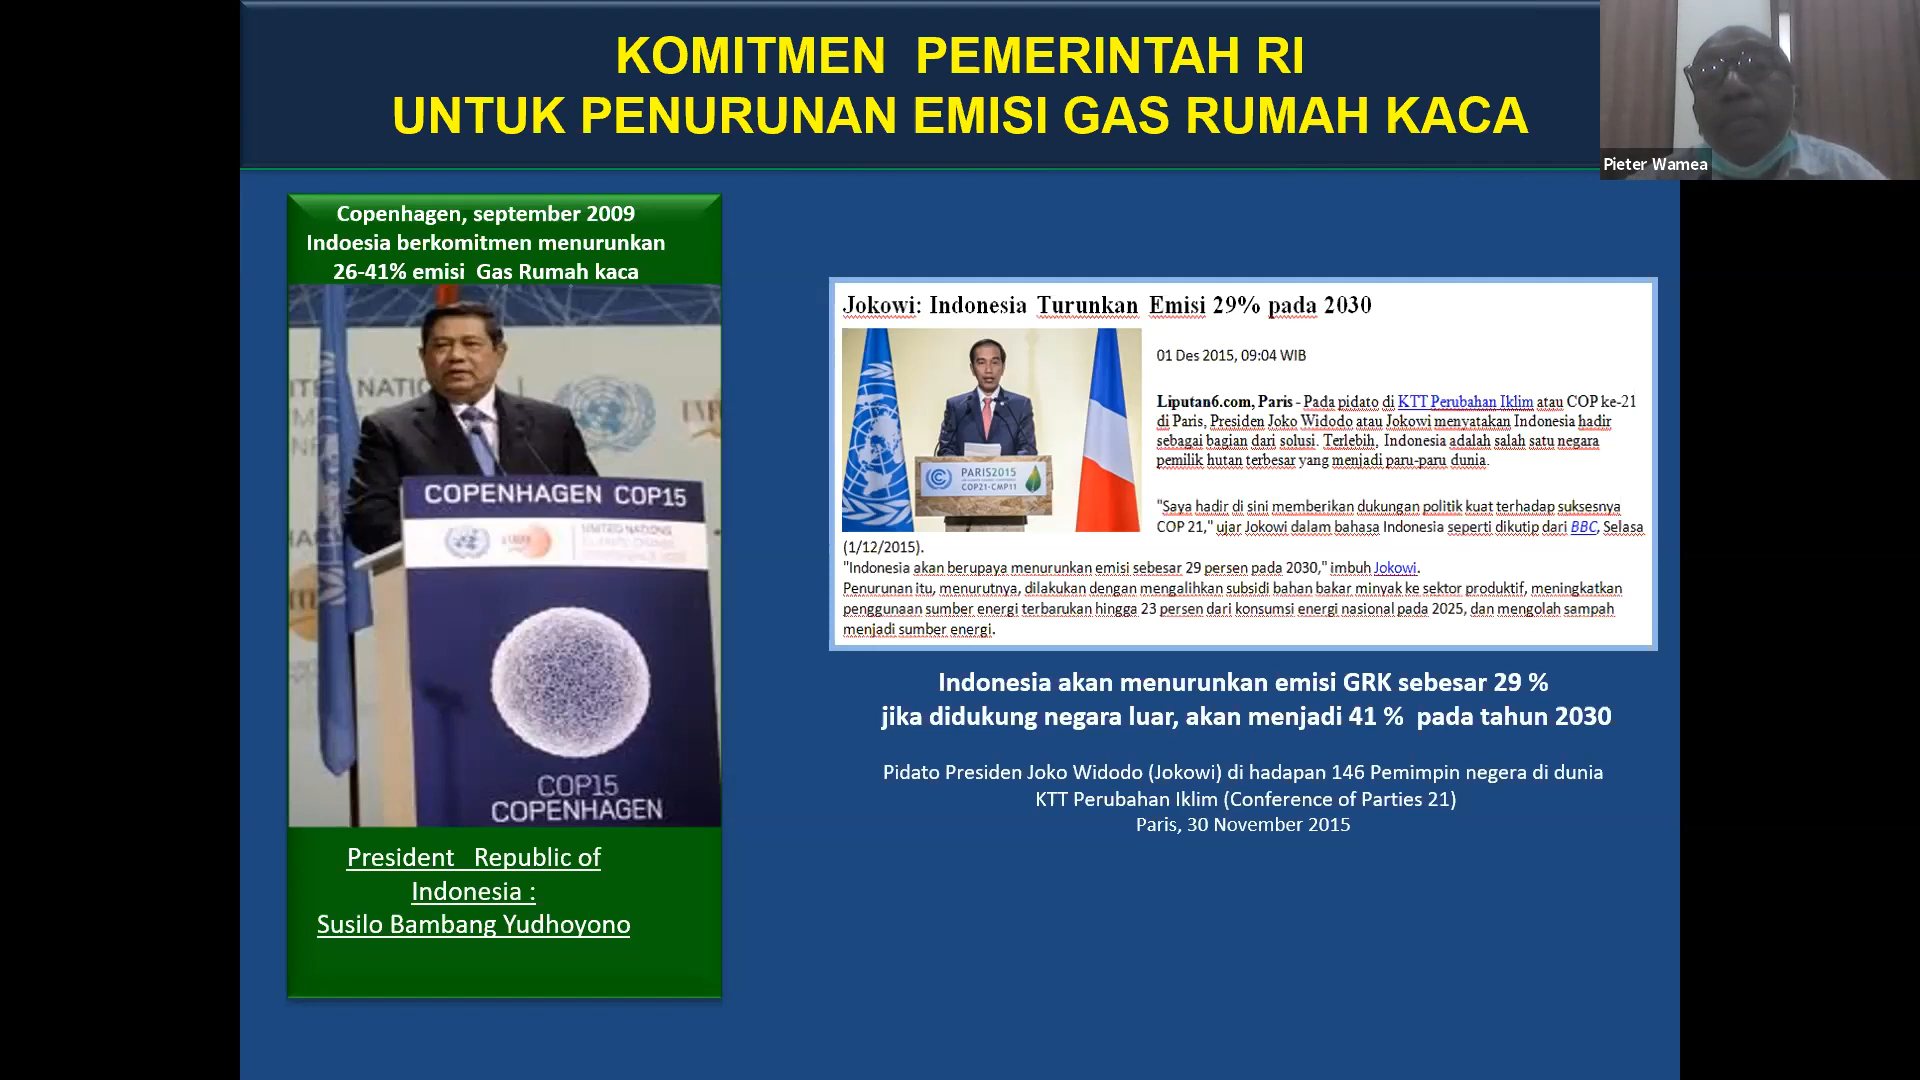 KOMITMEN PEMERINTAH RI
UNTUK PENURUNAN EMISI GAS RUMAH KACA
Pieter Wamea
Copenhagen, september 2009
Indoesia berkomitmen menurunkan
26-41% emisi Gas Rumah kaca
NATIO
COPENHAGEN COP15
UNITED NATIONS
COP15
COPENHAGEN
President Republic of
Indonesia :
Susilo Bambang Yudhoyono
Jokowi: Indonesia Turunkan Emisi 29% pada 2030
PARIS2015
COP21-CMP11
01 Des 2015, 09:04 WIB
Liputan6.com, Paris - Pada pidato di KTT Perubahan Iklim atau COP ke-21
di Paris, Presiden Joko Widodo atau Jokowi menyatakan Indonesia hadir
sebagai bagian dari solusi. Terlebih, Indonesia adalah salah satu negara
pemilik hutan terbesar yang menjadi paru-paru dunia.
"Saya hadir di sini memberikan dukungan politik kuat terhadap suksesnya
COP 21," ujar Jokowi dalam bahasa Indonesia seperti dikutip dari BBC, Selasa
(1/12/2015).
"Indonesia akan berupaya menurunkan emisi sebesar 29 persen pada 2030," imbuh Jokowi.
Penurunan itu, menurutnya, dilakukan dengan mengalihkan subsidi bahan bakar minyak ke sektor produktif, meningkatkan
penggunaan sumber energi terbarukan hingga 23 persen dari konsumsi energi nasional pada 2025, dan mengolah sampah
menjadi sumber energi.
Indonesia akan menurunkan emisi GRK sebesar 29 %
jika didukung negara luar, akan menjadi 41 % pada tahun 2030
Pidato Presiden Joko Widodo (Jokowi) di hadapan 146 Pemimpin negera di dunia
KTT Perubahan Iklim (Conference of Parties 21)
Paris, 30 November 2015